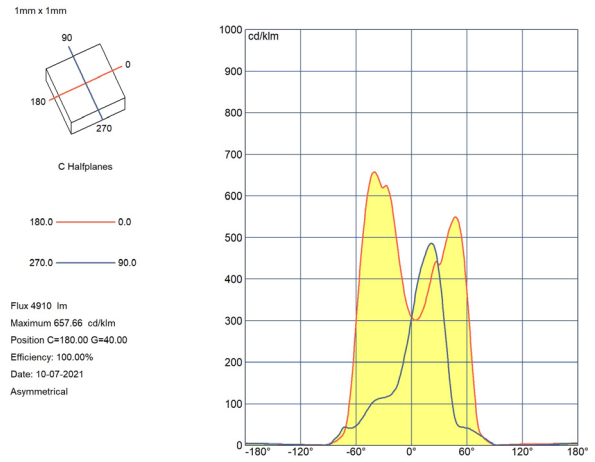 1mm x 1mm
90
0
180
270
C Halfplanes
180.0 0.0
270.0 90.0
Flux 4910 lm
Maximum 657.66 cd/klm
Position C=180.00 G=40.00
Efficiency: 100.00%
Date: 10-07-2021
Asymmetrical
cd/klm
1000
900
800
700
600
500
400
300
200
100
0
-180° -120° -60° 0° 60° 120° 180°